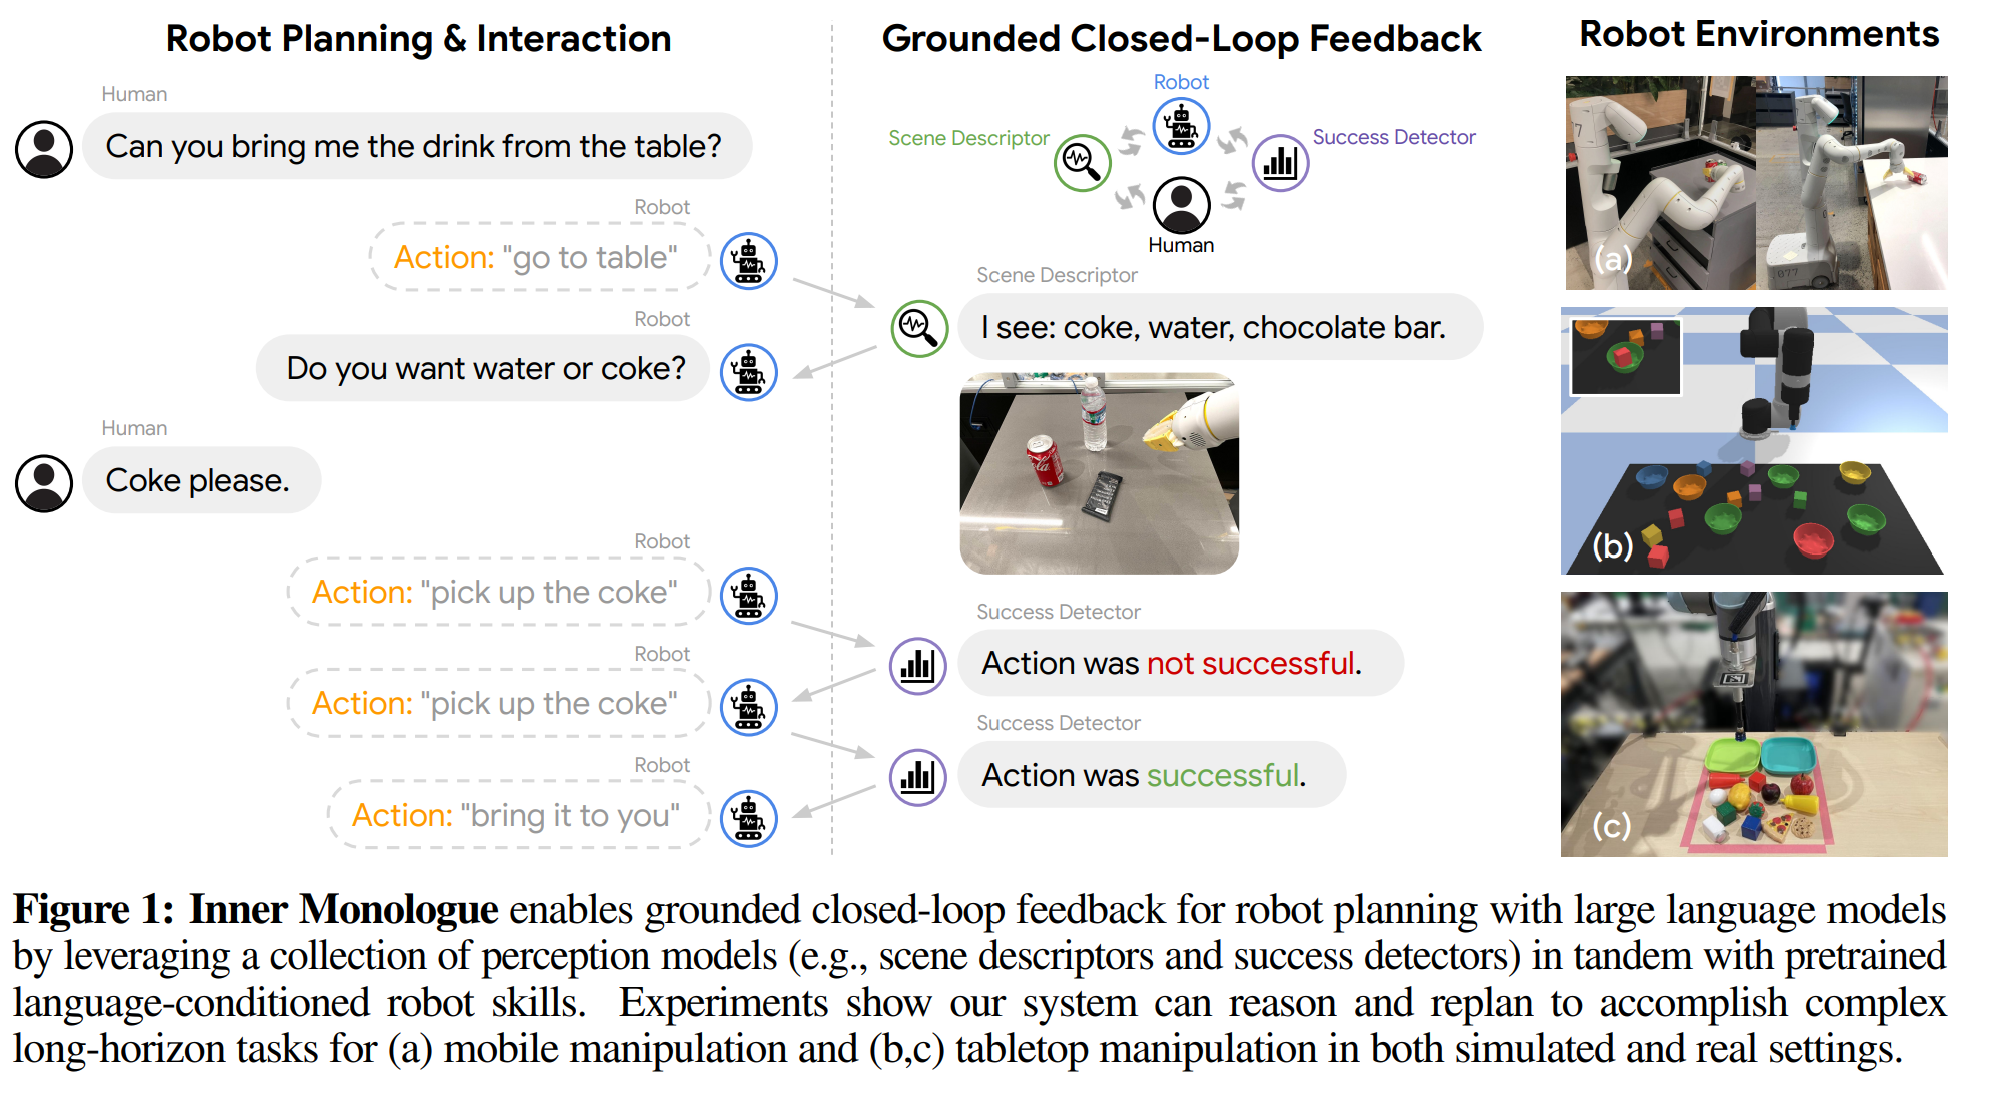 Robot Planning & Interaction
Human
Can you bring me the drink from the table?
Robot
Action: "go to table"
Robot
Do you want water or coke?
Human
Coke please.
Robot
Action: "pick up the coke"
Robot
Action: "pick up the coke"
Robot
Action: "bring it to you"
Grounded Closed-Loop Feedback
Robot
Scene Descriptor
Success Detector
Human
Scene Descriptor
I see: coke, water, chocolate bar.
Success Detector
Action was not successful.
Success Detector
Action was successful.
Robot Environments
(a)
077
(b)
(c)
Figure 1: Inner Monologue enables grounded closed-loop feedback for robot planning with large language models
by leveraging a collection of perception models (e.g., scene descriptors and success detectors) in tandem with pretrained
language-conditioned robot skills. Experiments show our system can reason and replan to accomplish complex
long-horizon tasks for (a) mobile manipulation and (b,c) tabletop manipulation in both simulated and real settings.